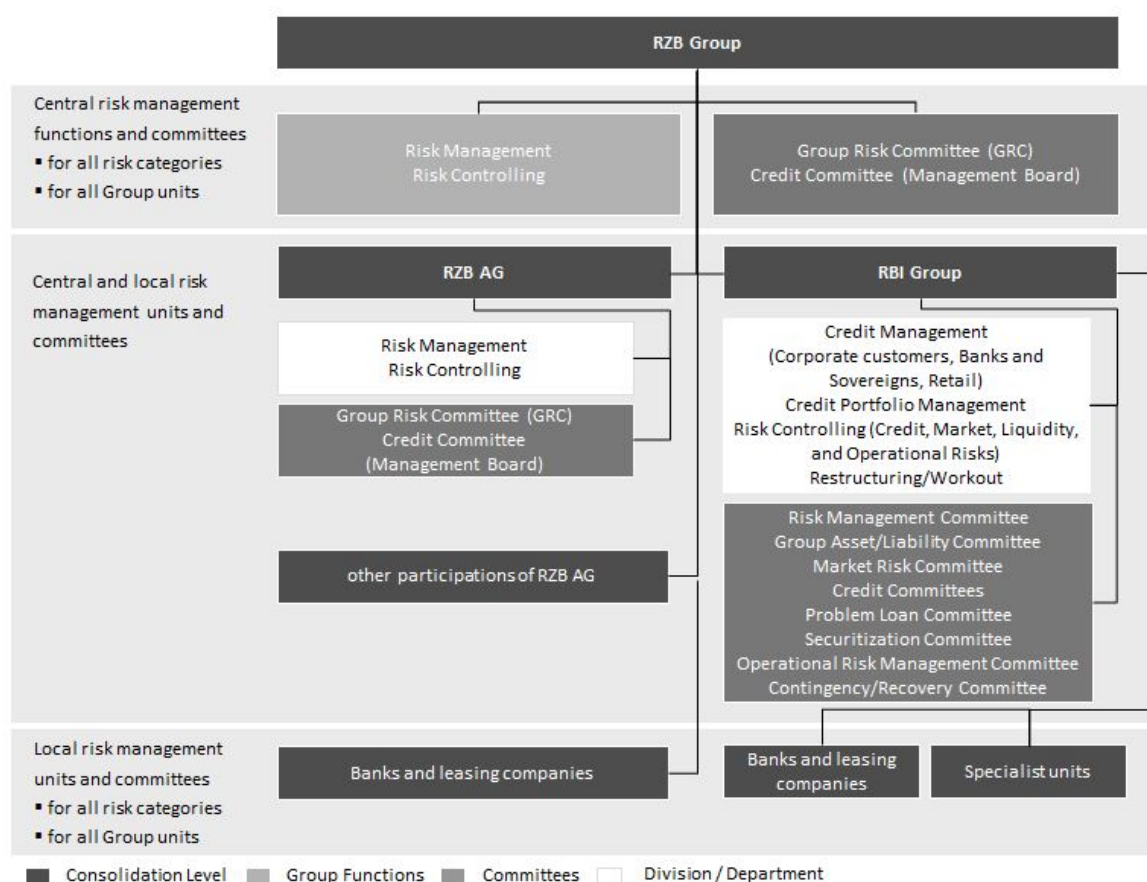 RZB Group
Central risk management
functions and committees
▪ for all risk categories
▪ for all Group units
Risk Management
Risk Controlling
Group Risk Committee (GRC)
Credit Committee (Management Board)
Central and local risk
management units and
committees
RZB AG
Risk Management
Risk Controlling
Group Risk Committee (GRC)
Credit Committee
(Management Board)
other participations of RZB AG
RBI Group
Credit Management
(Corporate customers, Banks and
Sovereigns, Retail)
Credit Portfolio Management
Risk Controlling (Credit, Market, Liquidity,
and Operational Risks)
Restructuring/Workout
Risk Management Committee
Group Asset/Liability Committee
Market Risk Committee
Credit Committees
Problem Loan Committee
Securitization Committee
Operational Risk Management Committee
Contingency/Recovery Committee
Local risk management
units and committees
▪ for all risk categories
▪ for all Group units
Banks and leasing companies
Banks and leasing
companies
Specialist units
Consolidation Level
Group Functions
Committees
Division / Department